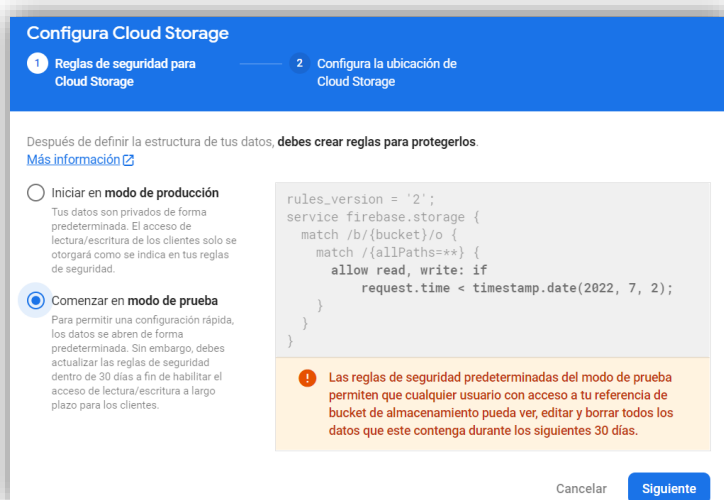 Configura Cloud Storage
1 Reglas de seguridad para
Cloud Storage
2 Configura la ubicación de
Cloud Storage
Después de definir la estructura de tus datos, debes crear reglas para protegerlos.
Más información
Iniciar en modo de producción
Tus datos son privados de forma
predeterminada. El acceso de
lectura/escritura de los clientes solo se
otorgará como se indica en tus reglas
de seguridad.
Comenzar en modo de prueba
Para permitir una configuración rápida,
los datos se abren de forma
predeterminada. Sin embargo, debes
actualizar las reglas de seguridad
dentro de 30 días a fin de habilitar el
acceso de lectura/escritura a largo
plazo para los clientes.
rules_version = '2';
service firebase.storage {
match /b/{bucket}/o {
match /{allPaths=**} {
allow read, write: if
request.time < timestamp.date(2022, 7, 2);
}
}
}
! Las reglas de seguridad predeterminadas del modo de prueba
permiten que cualquier usuario con acceso a tu referencia de
bucket de almacenamiento pueda ver, editar y borrar todos los
datos que este contenga durante los siguientes 30 días.
Cancelar Siguiente